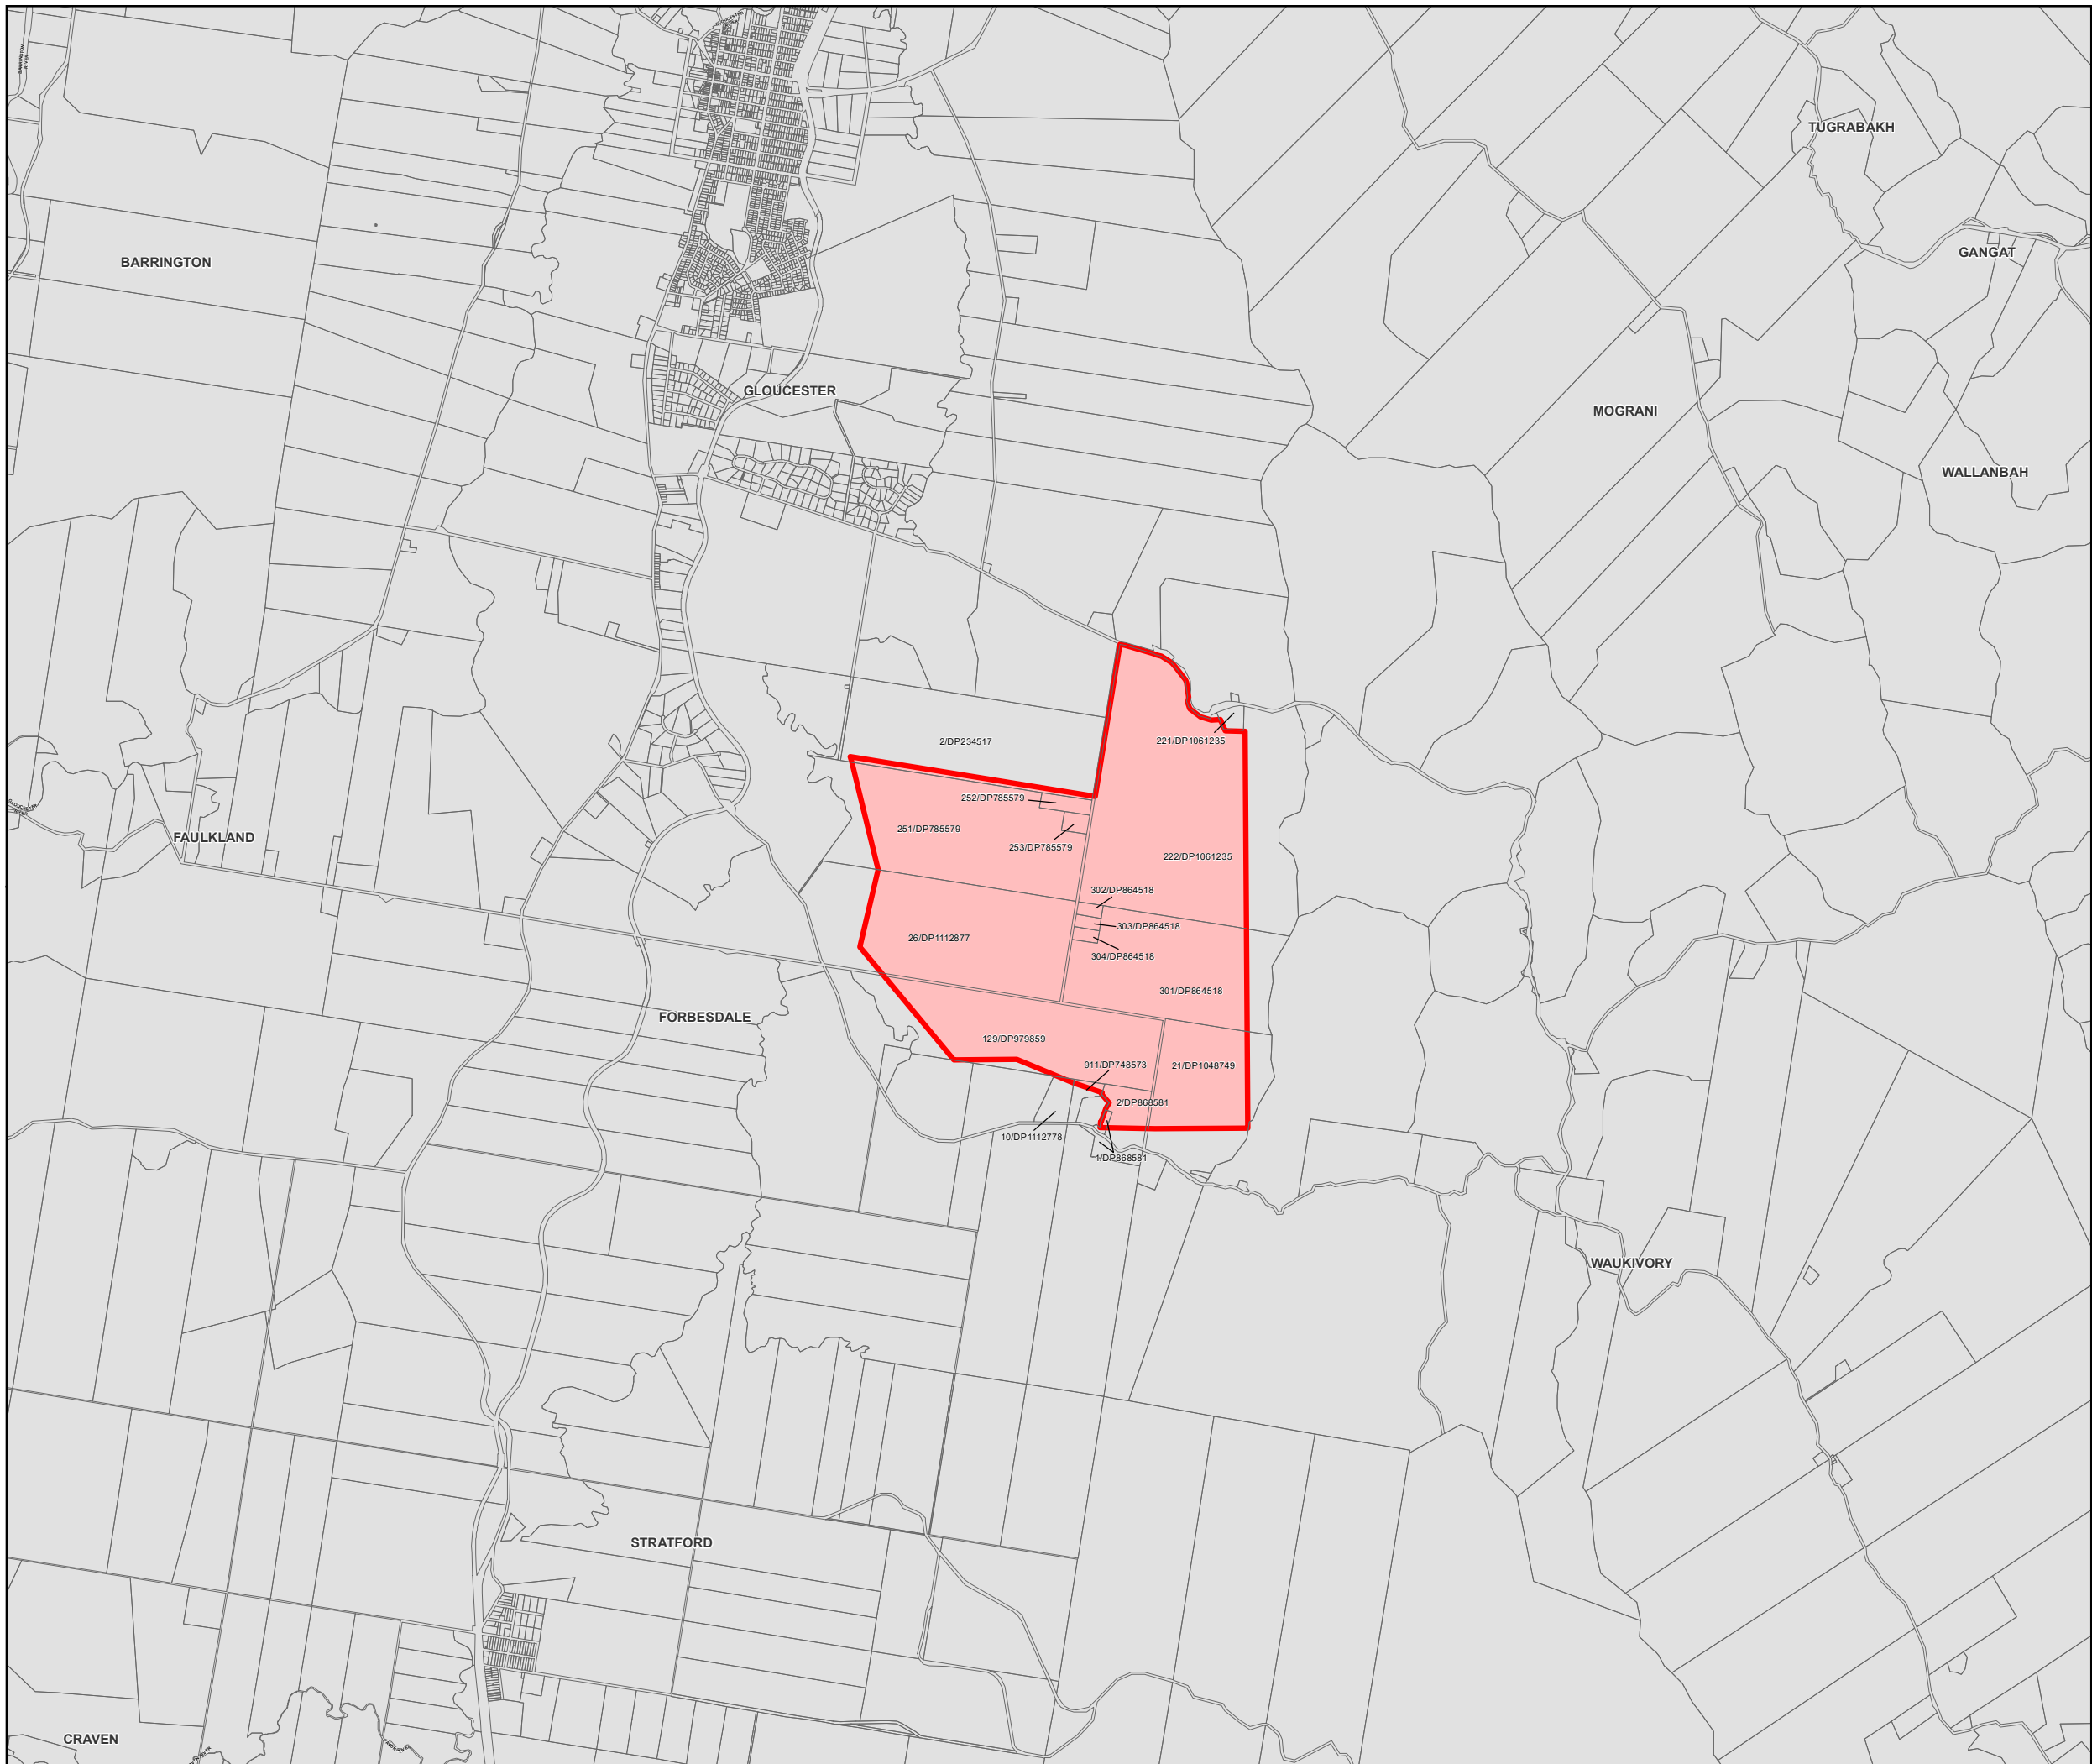 TUGRABAKH
GANGAT
BARRINGTON
GLOUCESTER
MOGRANI
WALLANBAH
2/DP234517
221/DP1061235
252/DP785579
251/DP785579
253/DP785579
FAULKLAND
222/DP1061235
302/DP864518
303/DP864518
26/DP1112877
304/DP864518
301/DP864518
FORBESDALE
129/DP979859
911/DP748573
21/DP1048749
2/DP868581
10/DP1112778
1/DP868581
WAUKIVORY
STRATFORD
CRAVEN